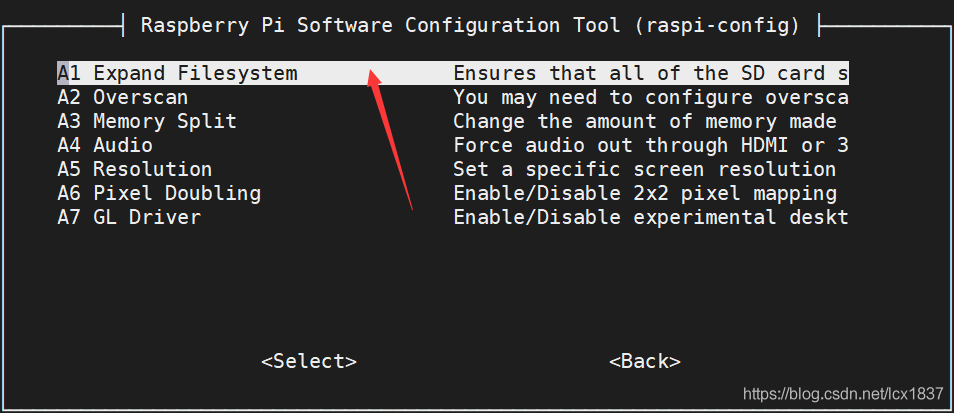 Raspberry Pi Software Configuration Tool (raspi-config)
A1 Expand Filesystem Ensures that all of the SD card s
A2 Overscan You may need to configure oversca
A3 Memory Split Change the amount of memory made
A4 Audio Force audio out through HDMI or 3
A5 Resolution Set a specific screen resolution
A6 Pixel Doubling Enable/Disable 2x2 pixel mapping
A7 GL Driver Enable/Disable experimental deskt
<Select> <Back>
https://blog.csdn.net/lcx1837